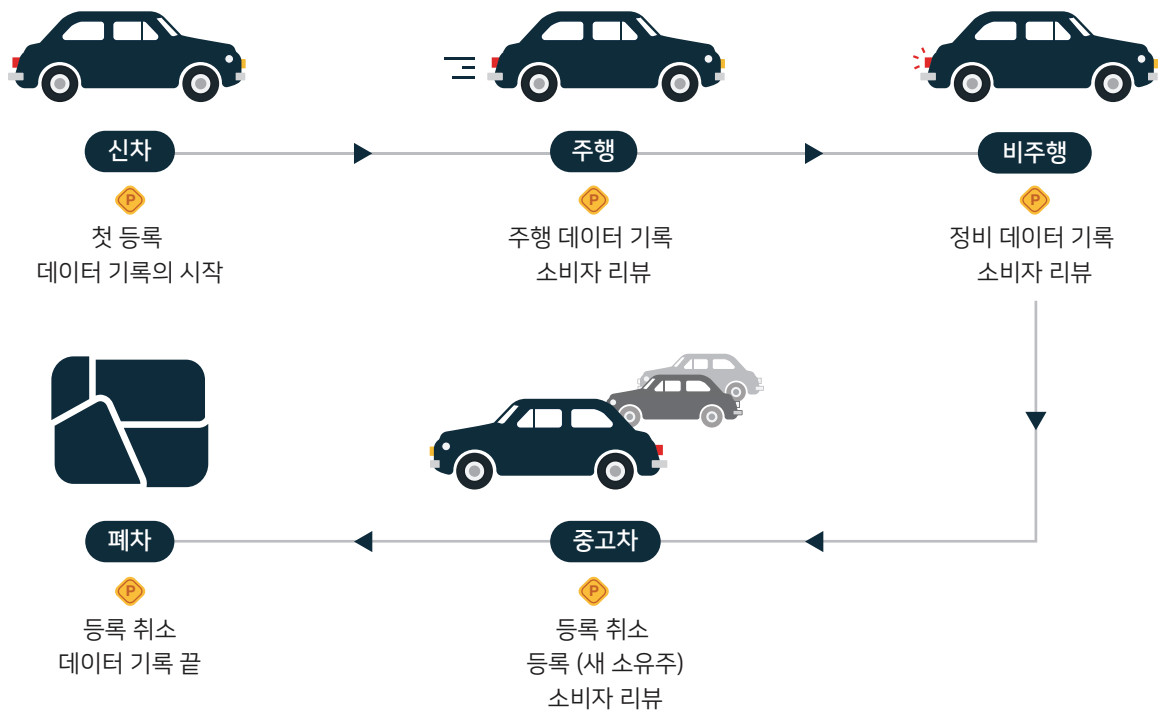 신차
P
첫 등록
데이터 기록의 시작
주행
P
주행 데이터 기록
소비자 리뷰
비주행
P
정비 데이터 기록
소비자 리뷰
폐차
P
등록 취소
데이터 기록 끝
중고차
P
등록 취소
등록 (새 소유주)
소비자 리뷰